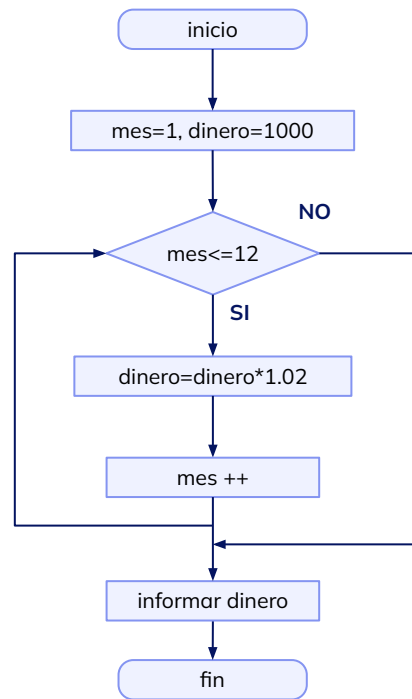 inicio
mes=1, dinero=1000
NO
mes<=12
SI
dinero=dinero*1.02
mes ++
informar dinero
fin